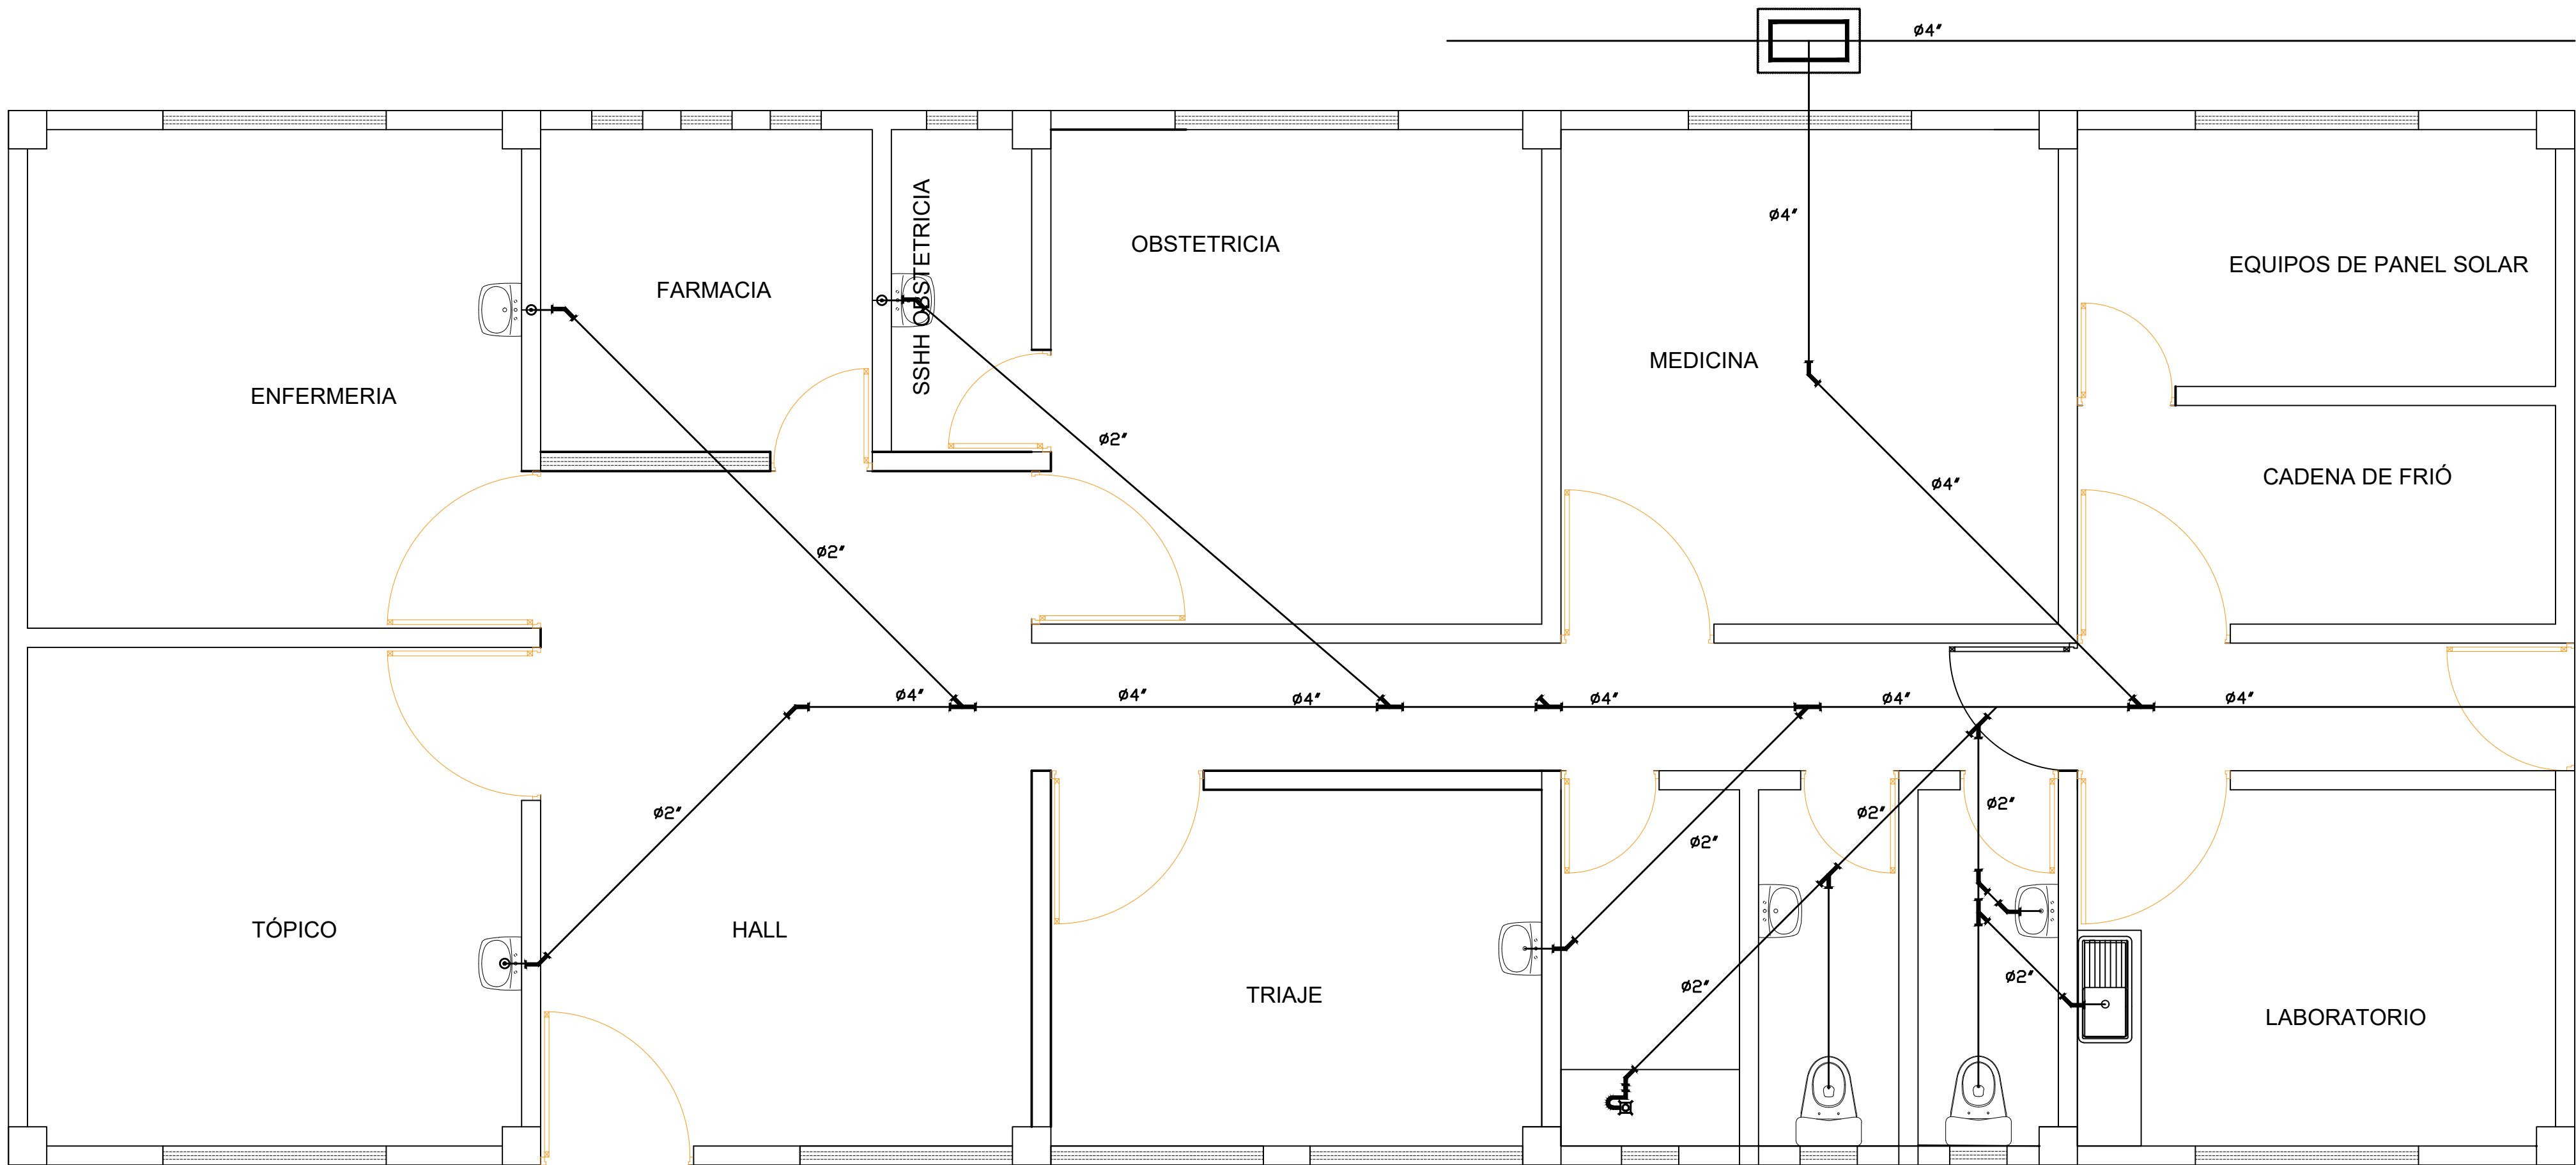 ø4"
ø4"
SSHH OBSTETRICIA
OBSTETRICIA
EQUIPOS DE PANEL SOLAR
FARMACIA
MEDICINA
ENFERMERIA
ø2"
CADENA DE FRIÓ
ø4"
ø2"
ø4"
ø4"
ø4"
ø4"
ø4"
ø4"
ø2"
ø2"
ø2"
ø2"
TÓPICO
HALL
ø2"
ø2"
TRIAJE
LABORATORIO